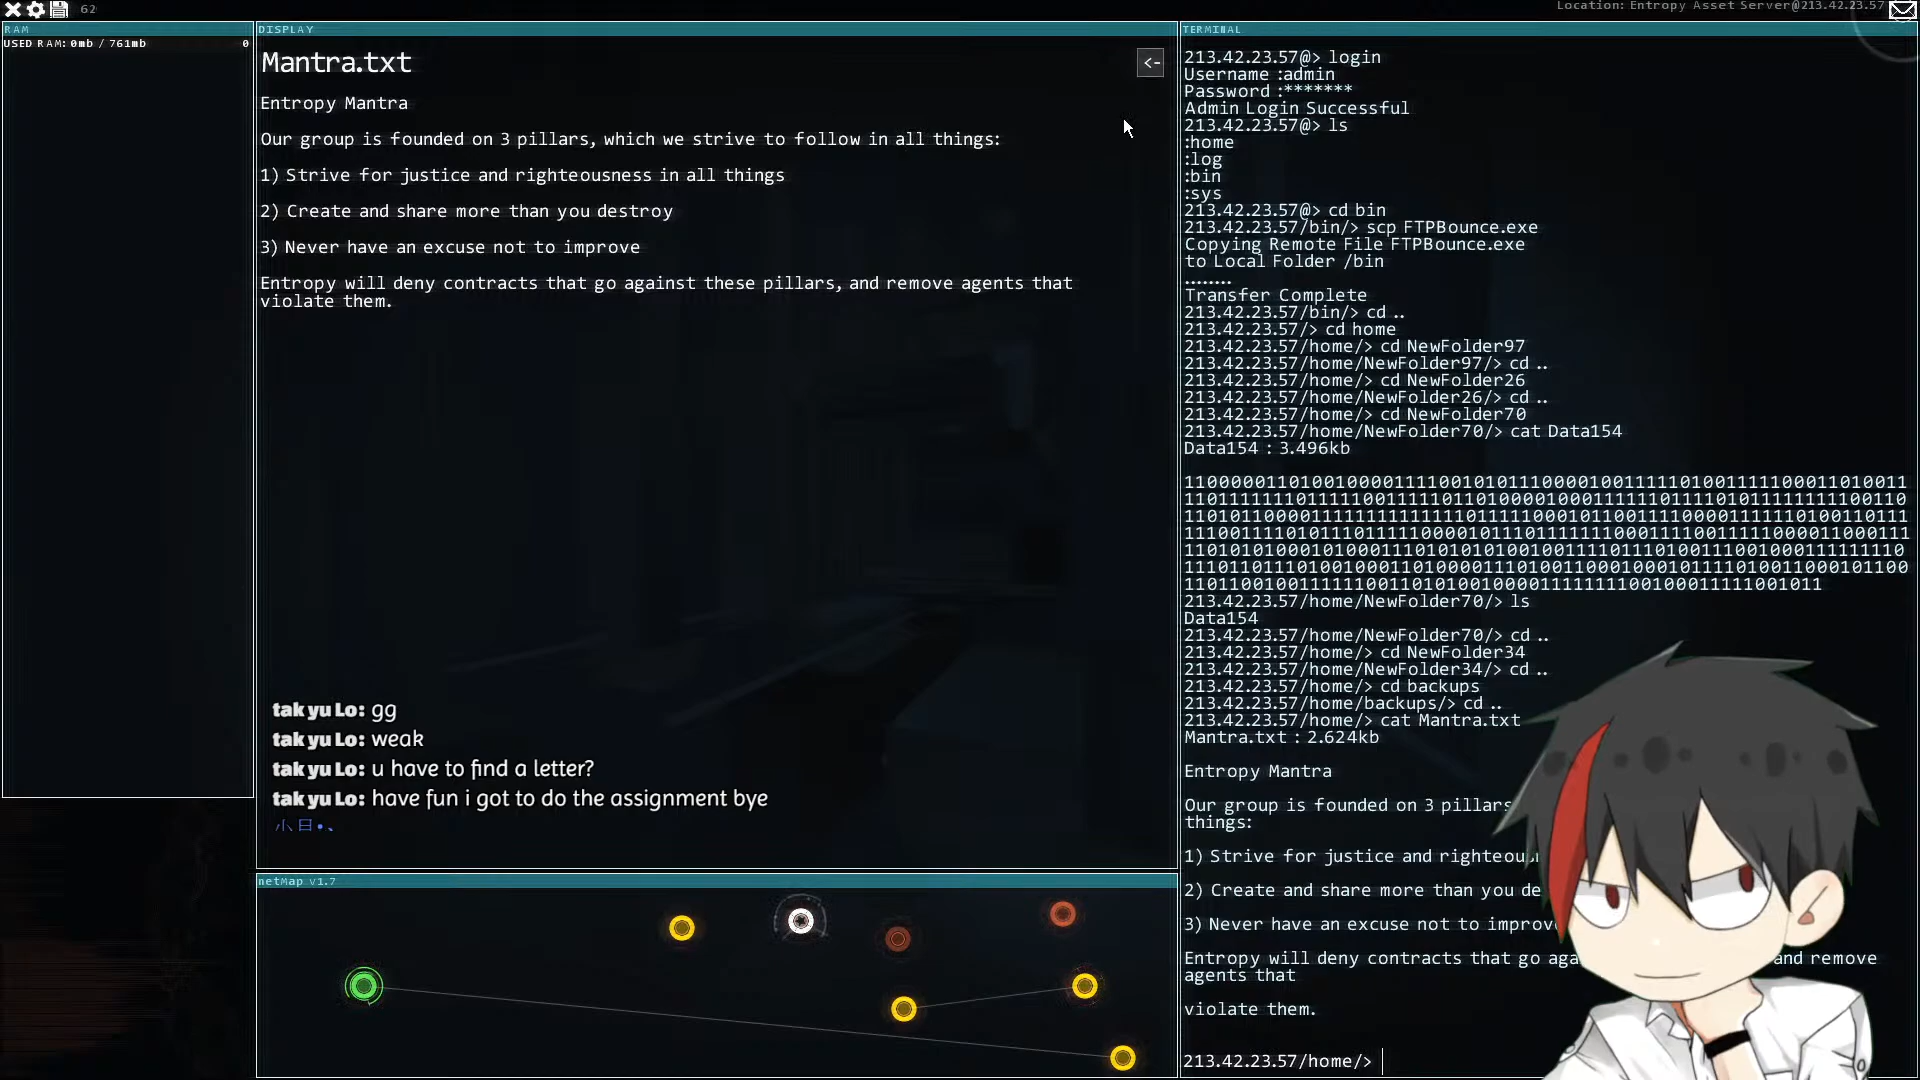 62
Location: Entropy Asset Server@213.42.23.57
RAM
USED RAM: 0mb / 761mb 0
DISPLAY
Mantra.txt
<-
Entropy Mantra
Our group is founded on 3 pillars, which we strive to follow in all things:
1) Strive for justice and righteousness in all things
2) Create and share more than you destroy
3) Never have an excuse not to improve
Entropy will deny contracts that go against these pillars, and remove agents that
violate them.
tak yu Lo: gg
tak yu Lo: weak
tak yu Lo: u have to find a letter?
tak yu Lo: have fun i got to do the assignment bye
netMap v1.7
TERMINAL
213.42.23.57@> login
Username :admin
Password :*******
Admin Login Successful
213.42.23.57@> ls
:home
:log
:bin
:sys
213.42.23.57@> cd bin
213.42.23.57/bin/> scp FTPBounce.exe
Copying Remote File FTPBounce.exe
to Local Folder /bin
........
Transfer Complete
213.42.23.57/bin/> cd ..
213.42.23.57/> cd home
213.42.23.57/home/> cd NewFolder97
213.42.23.57/home/NewFolder97/> cd ..
213.42.23.57/home/> cd NewFolder26
213.42.23.57/home/NewFolder26/> cd ..
213.42.23.57/home/> cd NewFolder70
213.42.23.57/home/NewFolder70/> cat Data154
Data154 : 3.496kb
213.42.23.57/home/NewFolder70/> ls
Data154
213.42.23.57/home/NewFolder70/> cd ..
213.42.23.57/home/> cd NewFolder34
213.42.23.57/home/NewFolder34/> cd ..
213.42.23.57/home/> cd backups
213.42.23.57/home/backups/> cd ..
213.42.23.57/home/> cat Mantra.txt
Mantra.txt : 2.624kb
Entropy Mantra
Our group is founded on 3 pillars
things:
1) Strive for justice and
2) Create and share more than you
3) Never have an excuse not to
Entropy will deny contracts that go and remove
agents that
violate them.
213.42.23.57/home/>